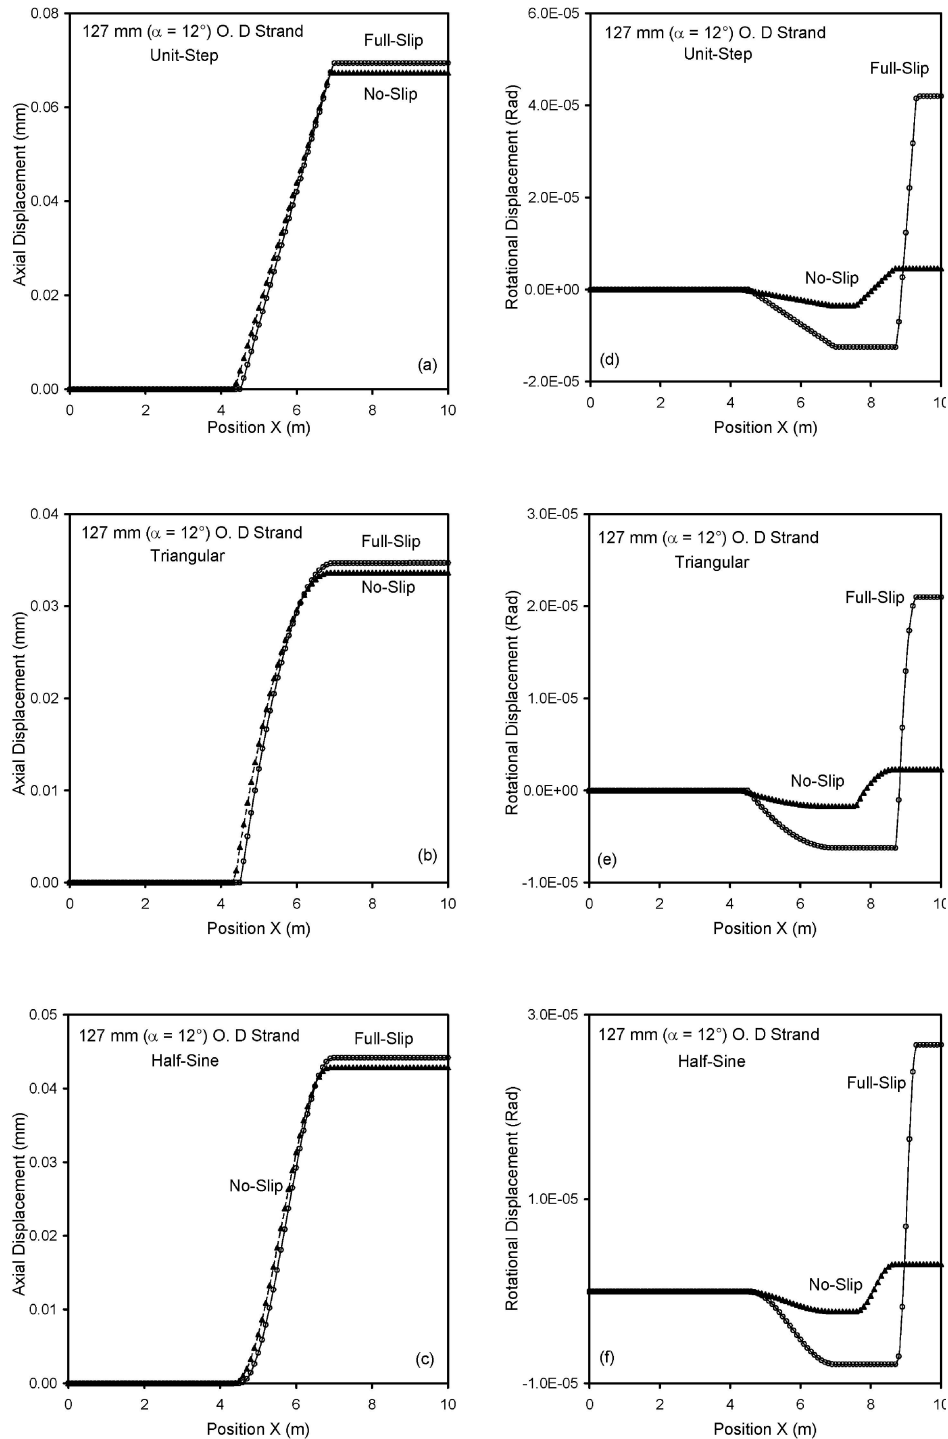 127 mm (α = 12°) O. D Strand
Unit-Step
Full-Slip
No-Slip
(a)
Axial Displacement (mm)
0.08
0.06
0.04
0.02
0.00
0 2 4 6 8 10
Position X (m)
127 mm (α = 12°) O. D Strand
Unit-Step
Full-Slip
No-Slip
(d)
Rotational Displacement (Rad)
6.0E-05
4.0E-05
2.0E-05
0.0E+00
-2.0E-05
0 2 4 6 8 10
Position X (m)
127 mm (α = 12°) O. D Strand
Triangular
Full-Slip
No-Slip
(b)
Axial Displacement (mm)
0.04
0.03
0.02
0.01
0.00
0 2 4 6 8 10
Position X (m)
127 mm (α = 12°) O. D Strand
Triangular
Full-Slip
No-Slip
(e)
Rotational Displacement (Rad)
3.0E-05
2.0E-05
1.0E-05
0.0E+00
-1.0E-05
0 2 4 6 8 10
Position X (m)
127 mm (α = 12°) O. D Strand
Half-Sine
Full-Slip
No-Slip
(c)
Axial Displacement (mm)
0.05
0.04
0.03
0.02
0.01
0.00
0 2 4 6 8 10
Position X (m)
127 mm (α = 12°) O. D Strand
Half-Sine
Full-Slip
No-Slip
(f)
Rotational Displacement (Rad)
3.0E-05
1.0E-05
-1.0E-05
0 2 4 6 8 10
Position X (m)